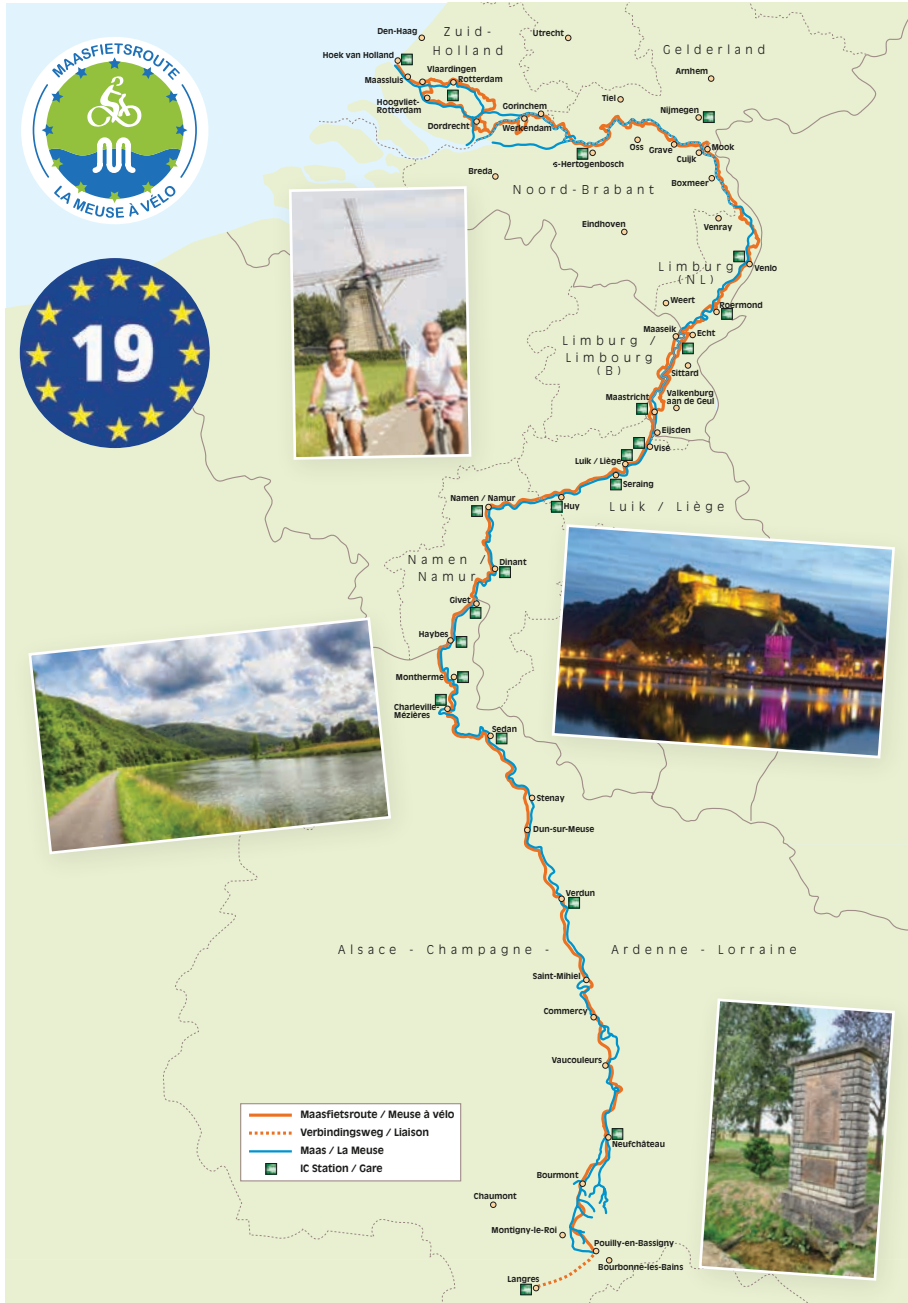 MAASFIETSROUTE
LA MEUSE À VÉLO
19
Zuid-
Holland
Den-Haag
Utrecht
Gelderland
Hoek van Holland
Arnhem
Vlaardingen
Maassluis
Rotterdam
Hoogvliet-
Rotterdam
Gorinchem
Tiel
Nijmegen
Dordrecht
Werkendam
Oss
Grave
Mook
Cuijk
s-Hertogenbosch
Breda
Boxmeer
Noord-Brabant
Eindhoven
Venray
Limburg
(NL)
Venlo
Weert
Roermond
Maaseik
Echt
Limburg /
Limbourg
(B)
Sittard
Maastricht
Valkenburg
aan de Geul
Eijsden
Visé
Luik / Liège
Seraing
Namen / Namur
Huy
Luik / Liège
Namen /
Namur
Dinant
Givet
Haybes
Monthermé
Charleville-
Mézières
Sedan
Stenay
Dun-sur-Meuse
Verdun
Alsace - Champagne - Ardenne - Lorraine
Saint-Mihiel
Commercy
Vaucouleurs
Maasfietsroute / Meuse à vélo
Verbindingsweg / Liaison
Maas / La Meuse
IC Station / Gare
Neufchâteau
Bourmont
Chaumont
Montigny-le-Roi
Pouilly-en-Bassigny
Bourbonne-les-Bains
Langres